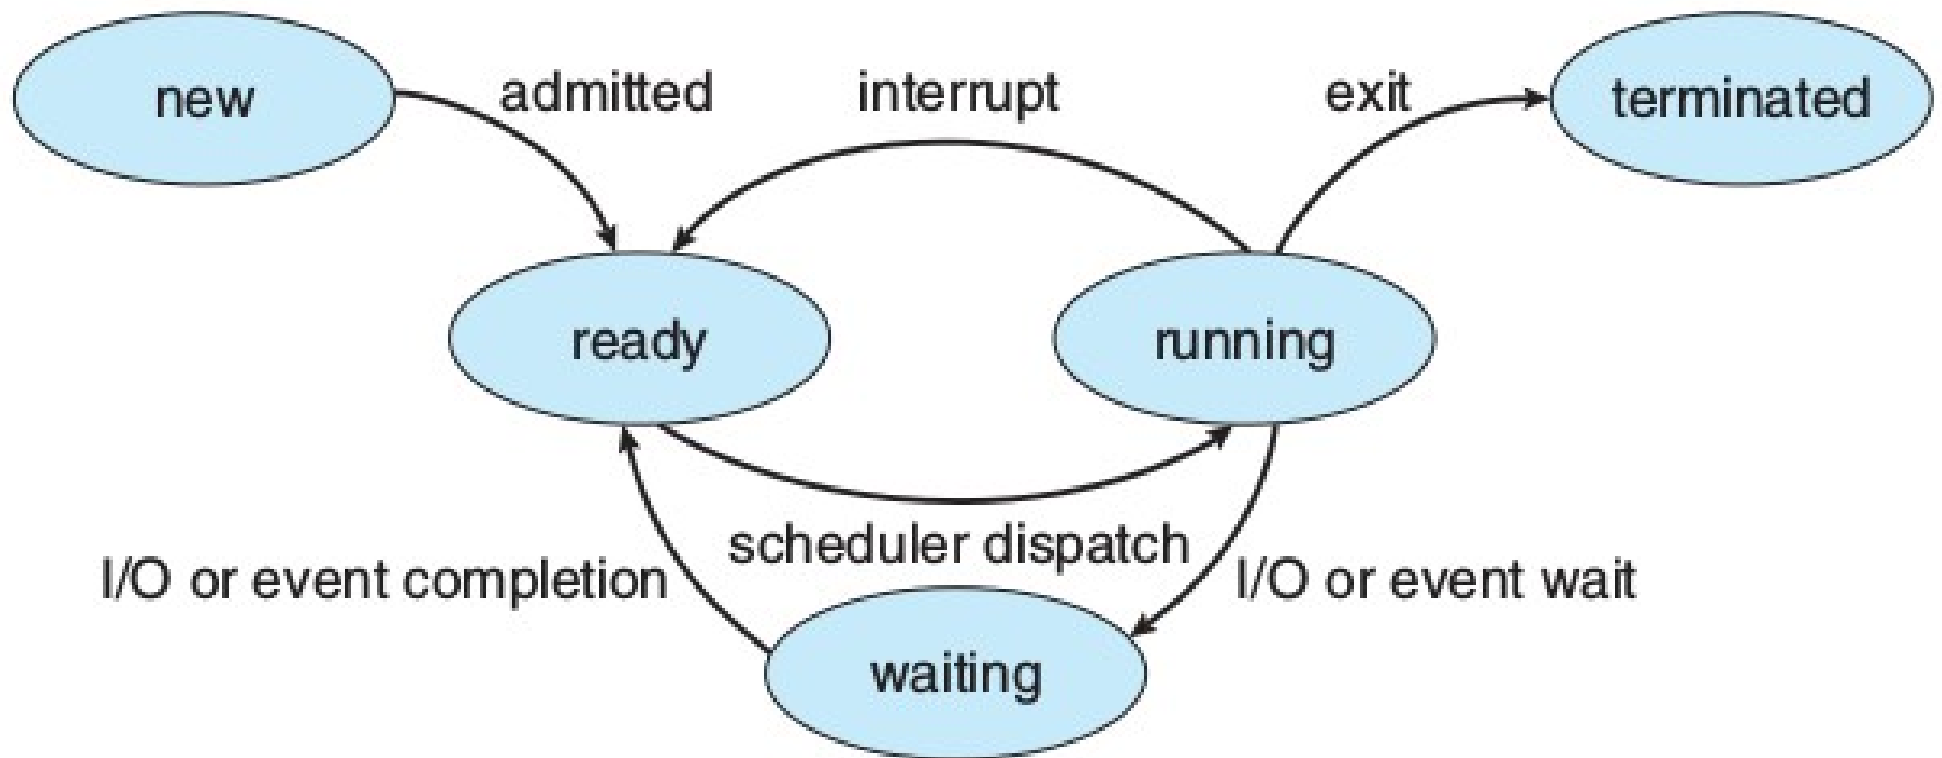 new
admitted
interrupt
exit
terminated
ready
running
scheduler dispatch
I/O or event completion
I/O or event wait
waiting